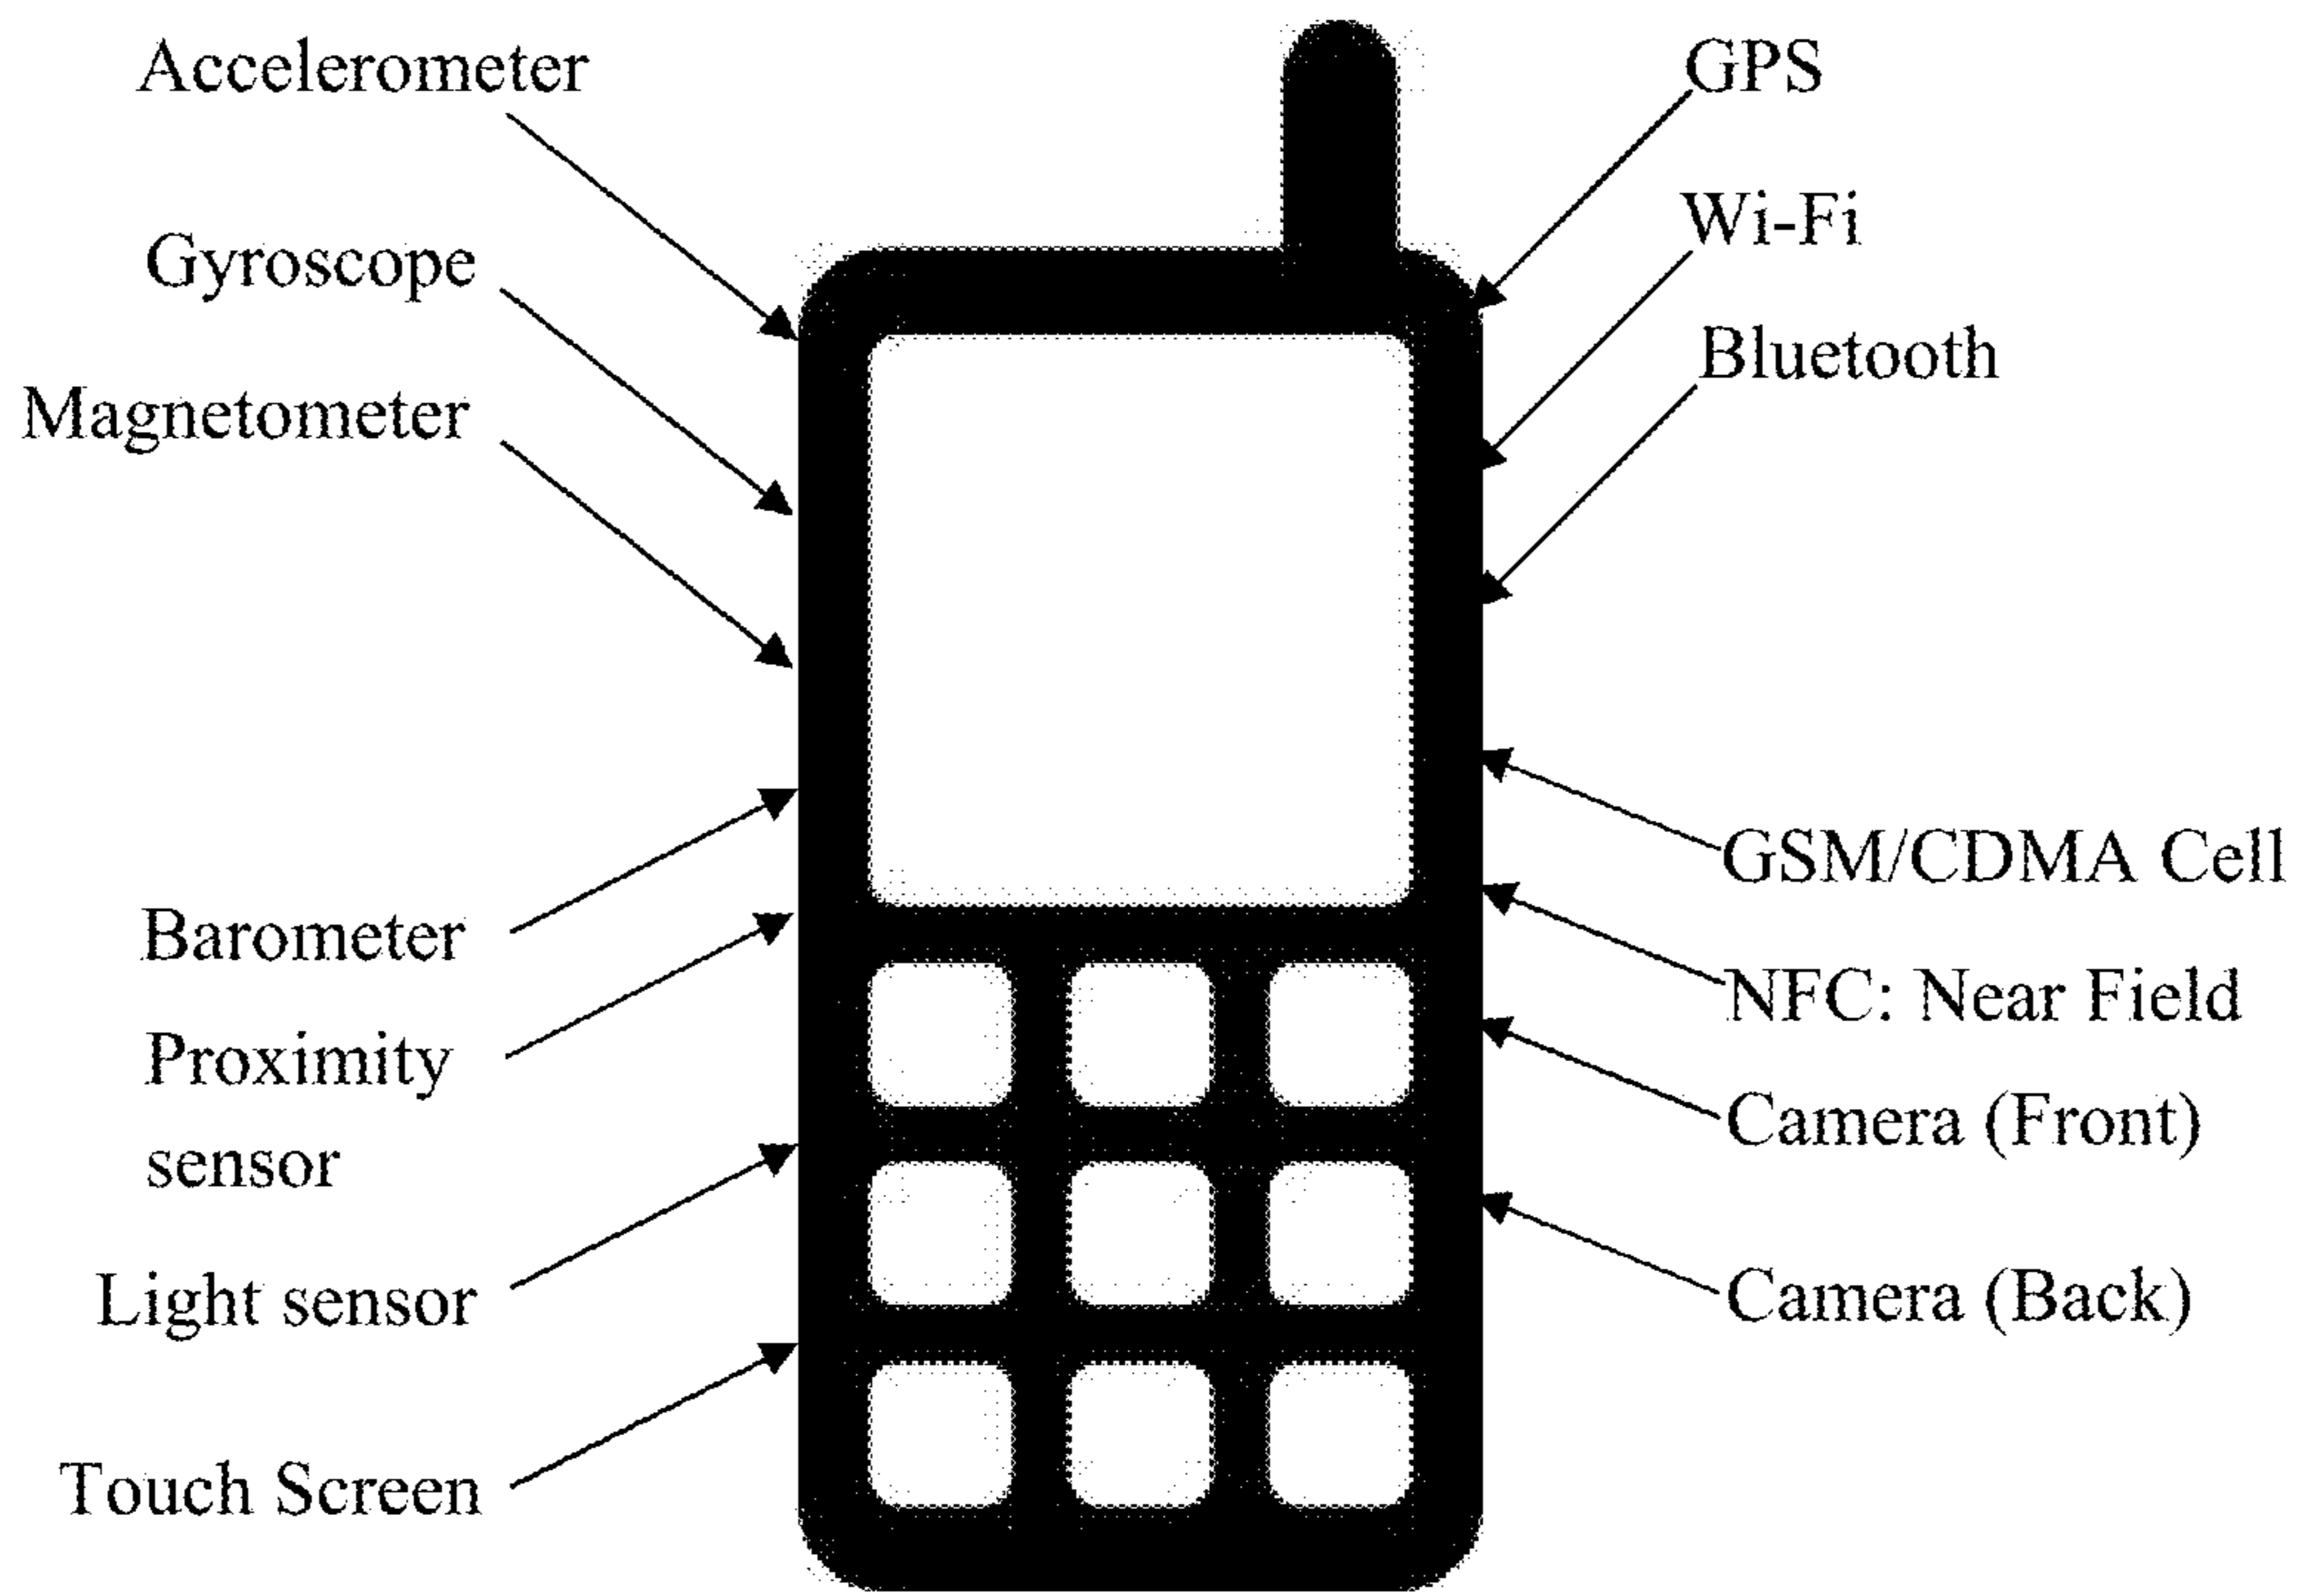 Accelerometer
Gyroscope
Magnetometer
Barometer
Proximity
sensor
Light sensor
Touch Screen
GPS
Wi-Fi
Bluetooth
GSM/CDMA Cell
NFC: Near Field
Camera (Front)
Camera (Back)